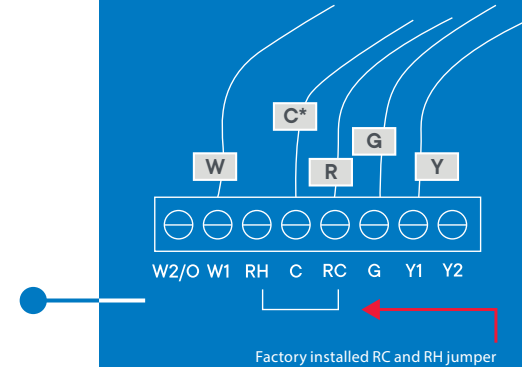 C*
G
W
R
Y
W2/O W1 RH C RC G Y1 Y2
Factory installed RC and RH jumper